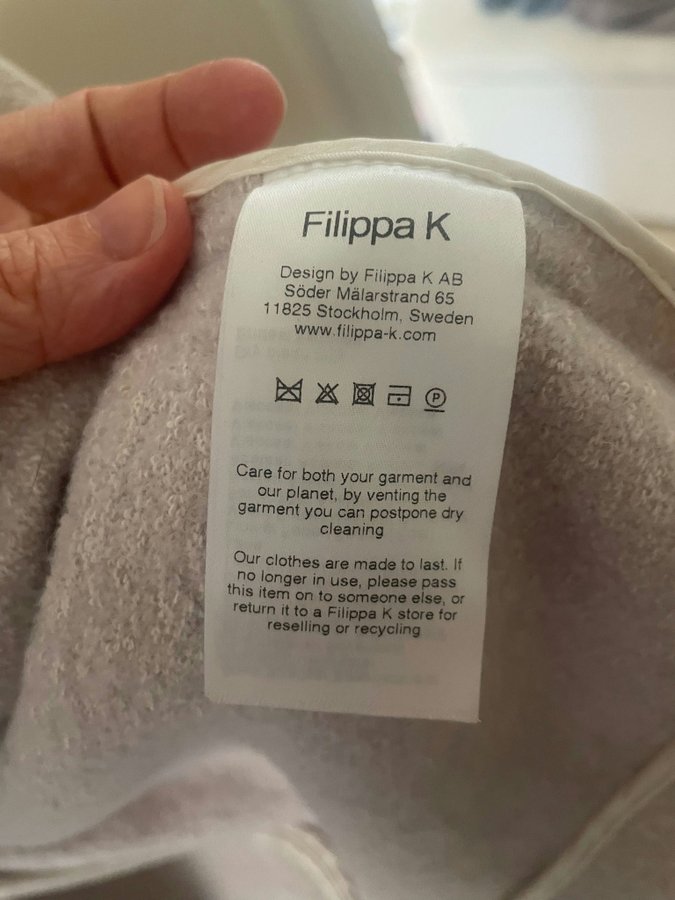 Filippa K
Design by Filippa K AB
Söder Mälarstrand 65
11825 Stockholm, Sweden
www.filippa-k.com
P
Care for both your garment and
our planet, by venting the
garment you can postpone dry
cleaning
Our clothes are made to last. If
no longer in use, please pass
this item on to someone else, or
return it to a Filippa K store for
reselling or recycling